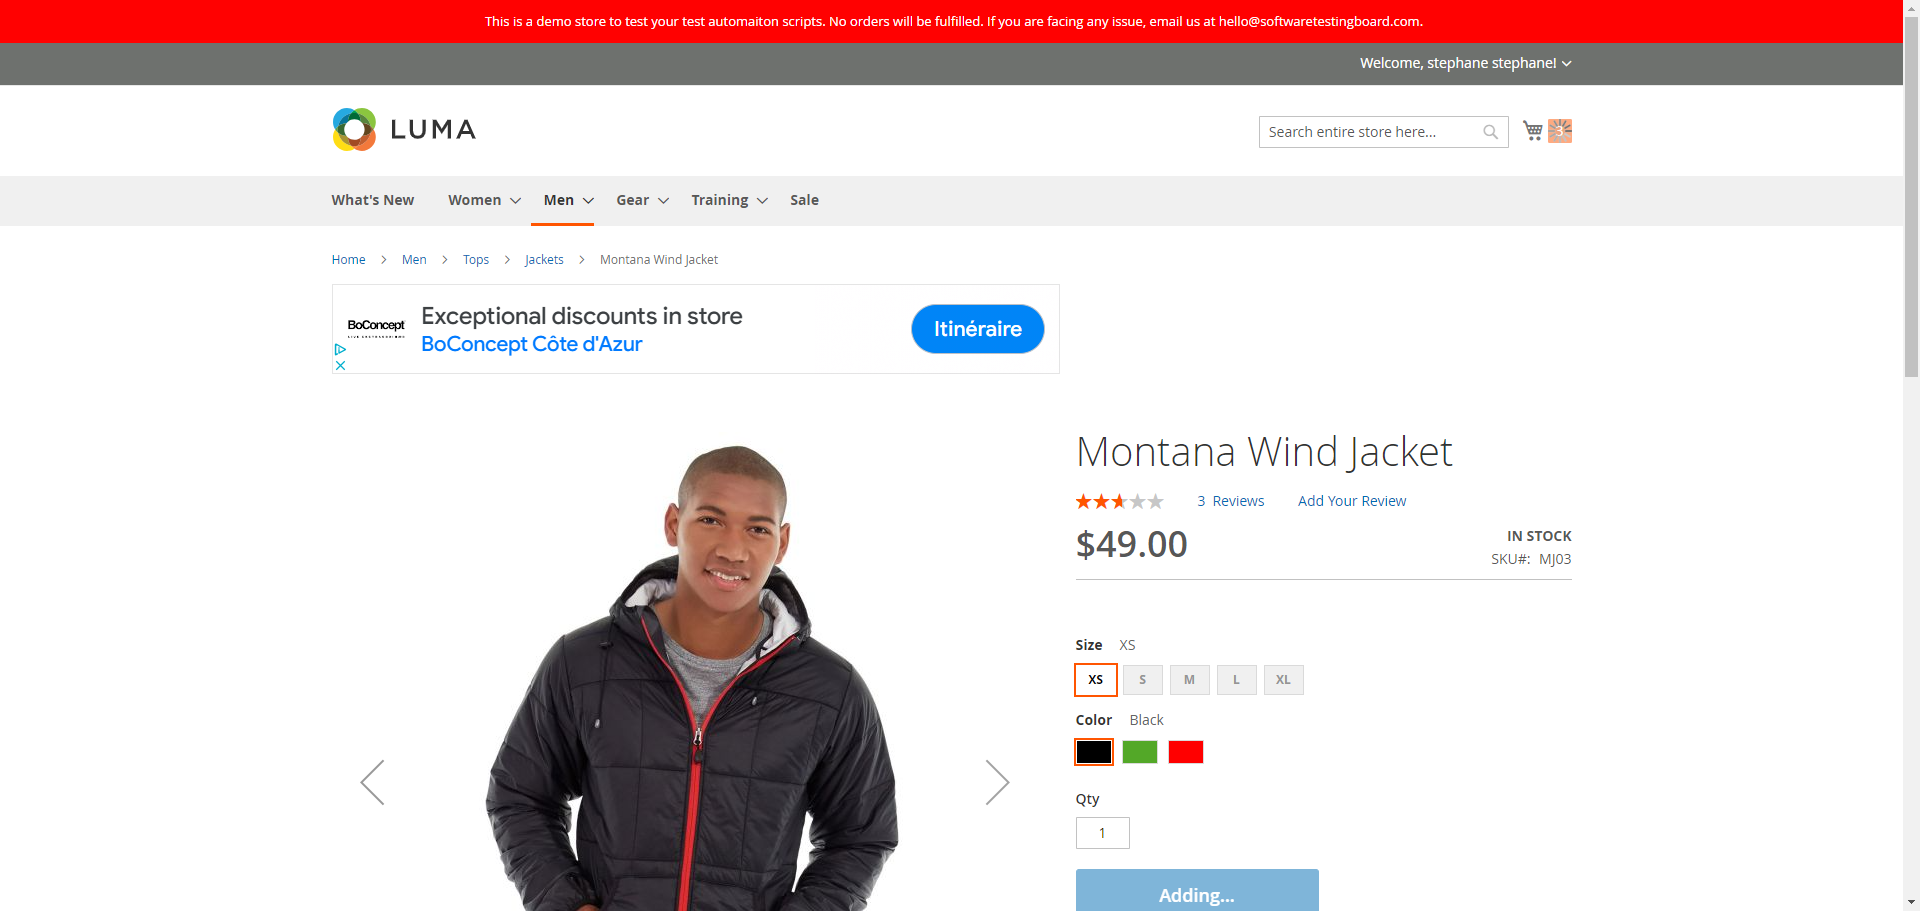 This is a demo store to test your test automaiton scripts. No orders will be fulfilled. If you are facing any issue, email us at hello@softwaretestingboard.com.
Welcome, stephane stephane!
LUMA
Search entire store here...
3
What's New
Women
Men
Gear
Training
Sale
Home
Men
Tops
Jackets
Montana Wind Jacket
BoConcept
Exceptional discounts in store
BoConcept Côte d'Azur
Itinéraire
Montana Wind Jacket
3 Reviews
Add Your Review
$49.00
IN STOCK
SKU#: MJ03
Size XS
XS
S
M
L
XL
Color Black
Qty
1
Adding...